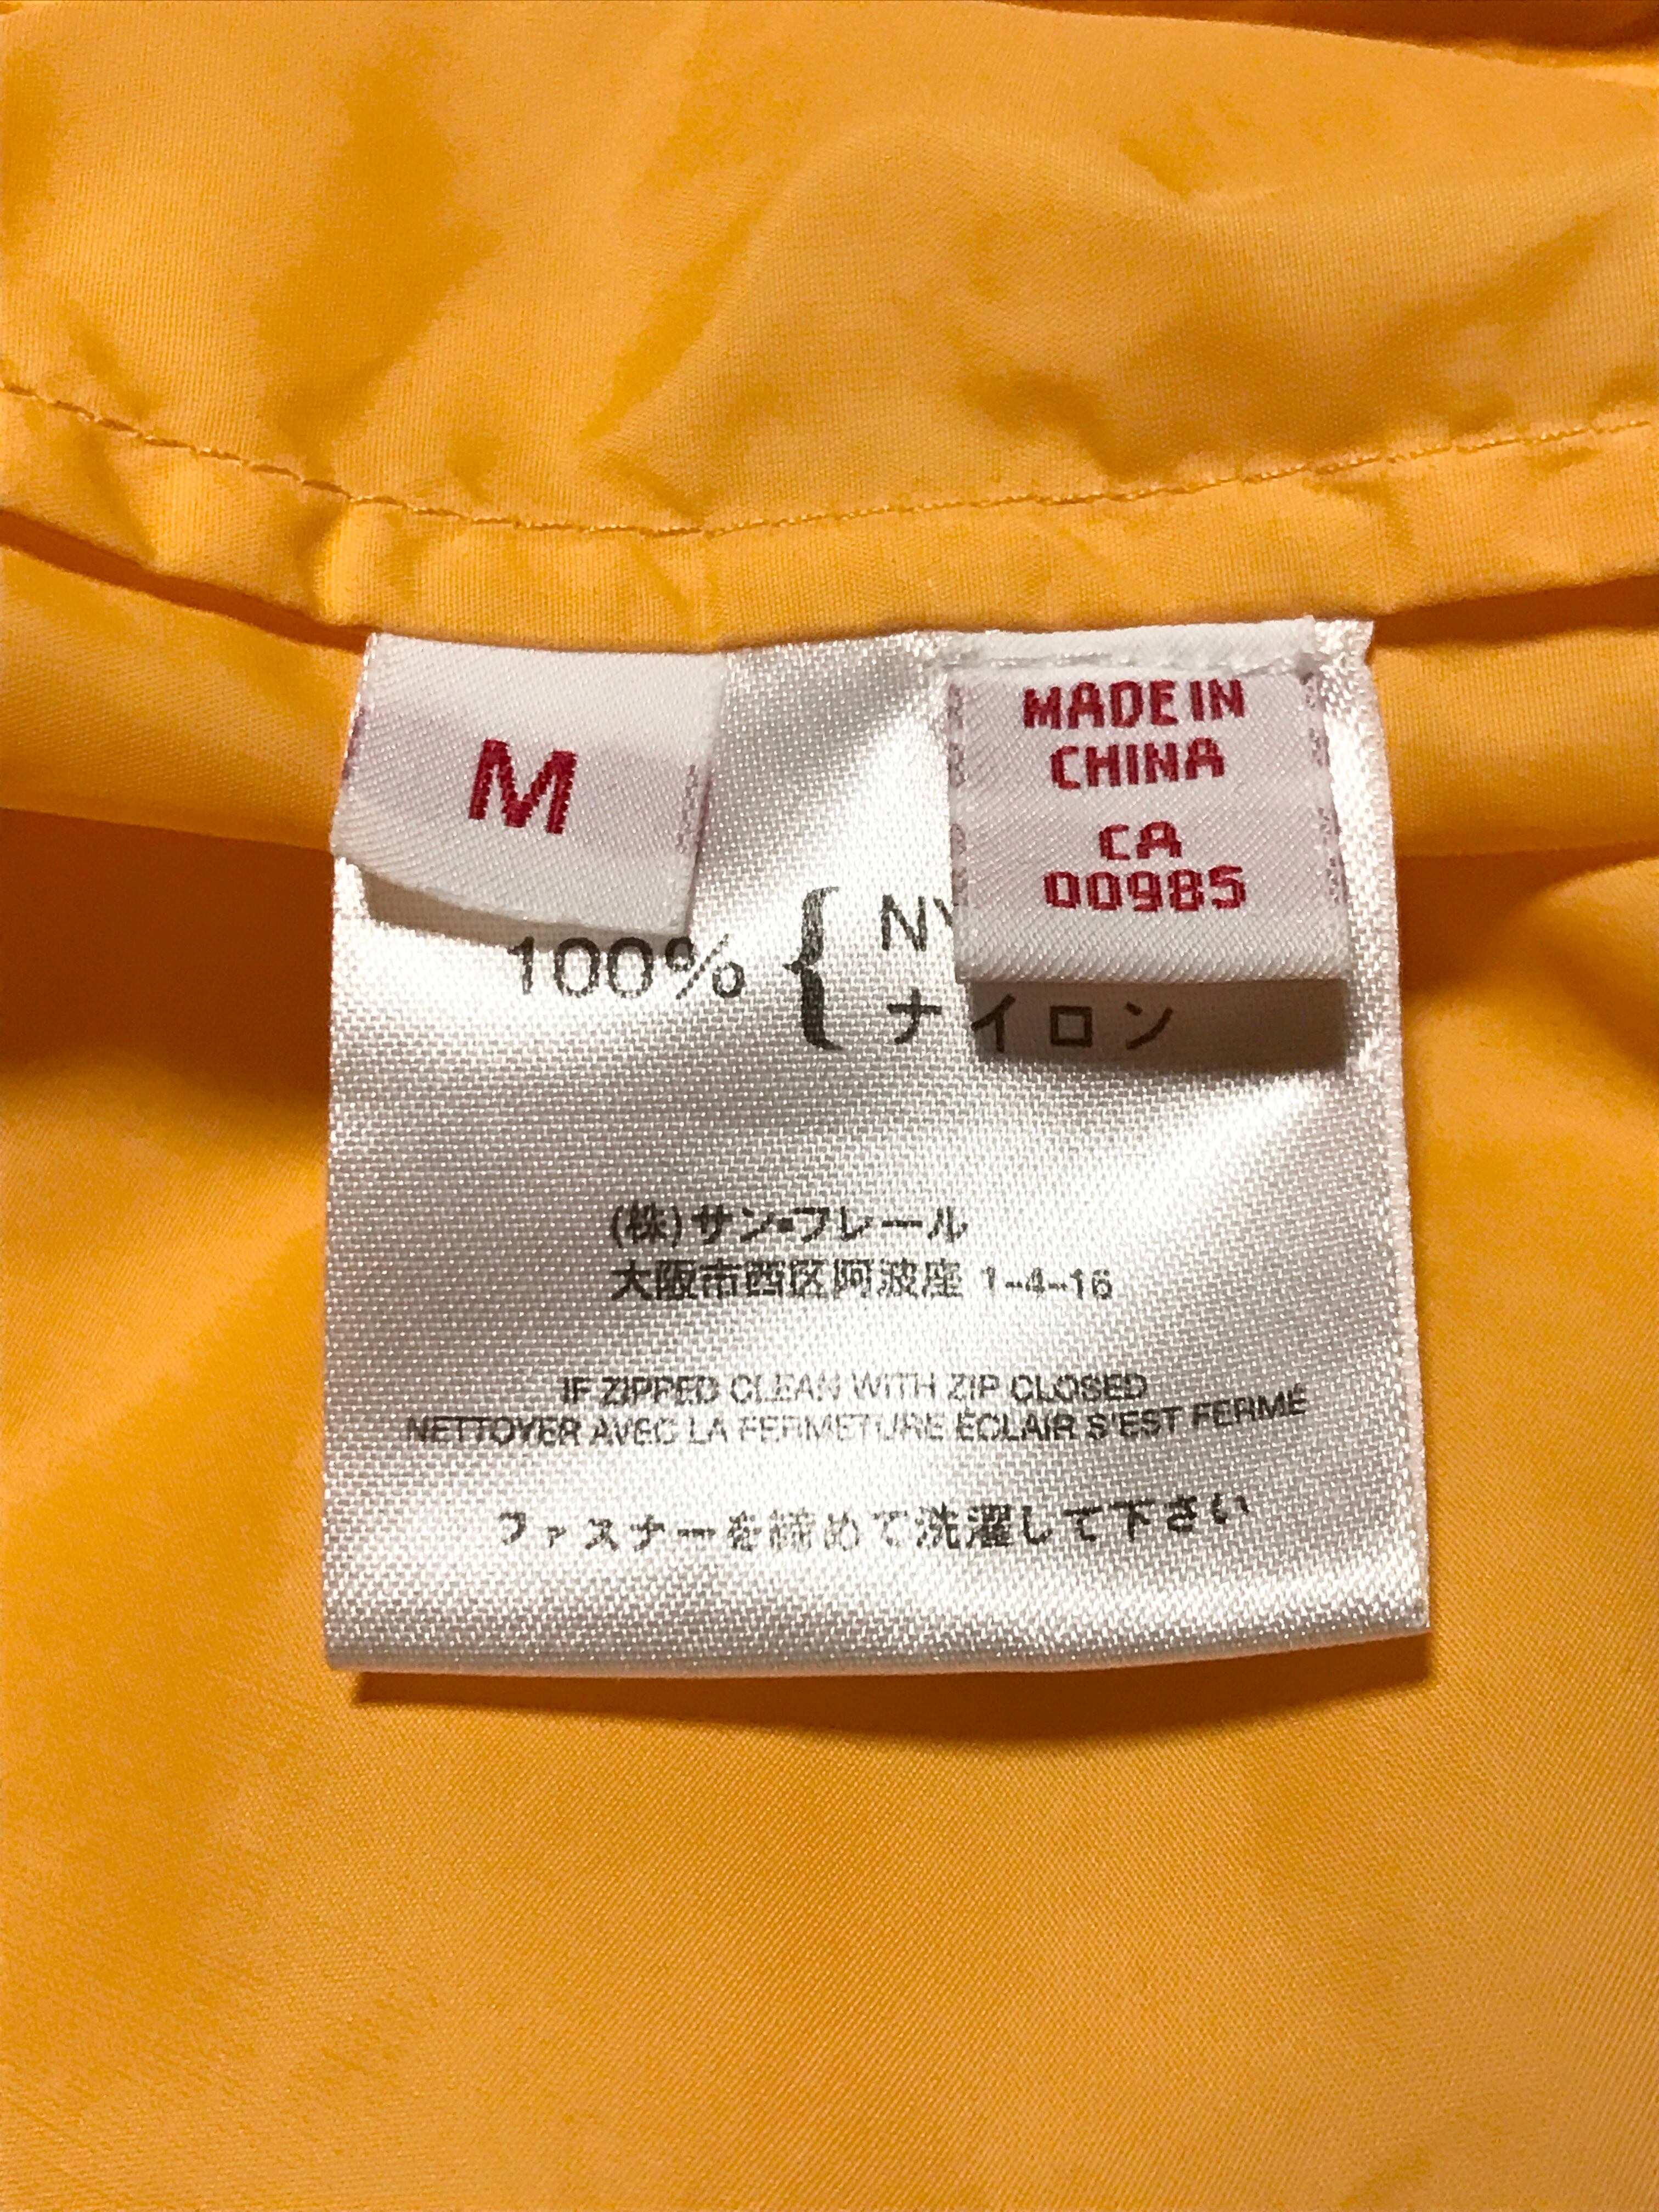 M
MADE IN
CHINA
CA
00985
100% {
ナイロン
(株)サン・フレール
大阪市西区阿波座 1-4-16
IF ZIPPED CLEAN WITH ZIP CLOSED
NETTOYER AVEC LA FERMETURE ÉCLAIR S'EST FERMÉ
ファスナーを締めて洗濯して下さい